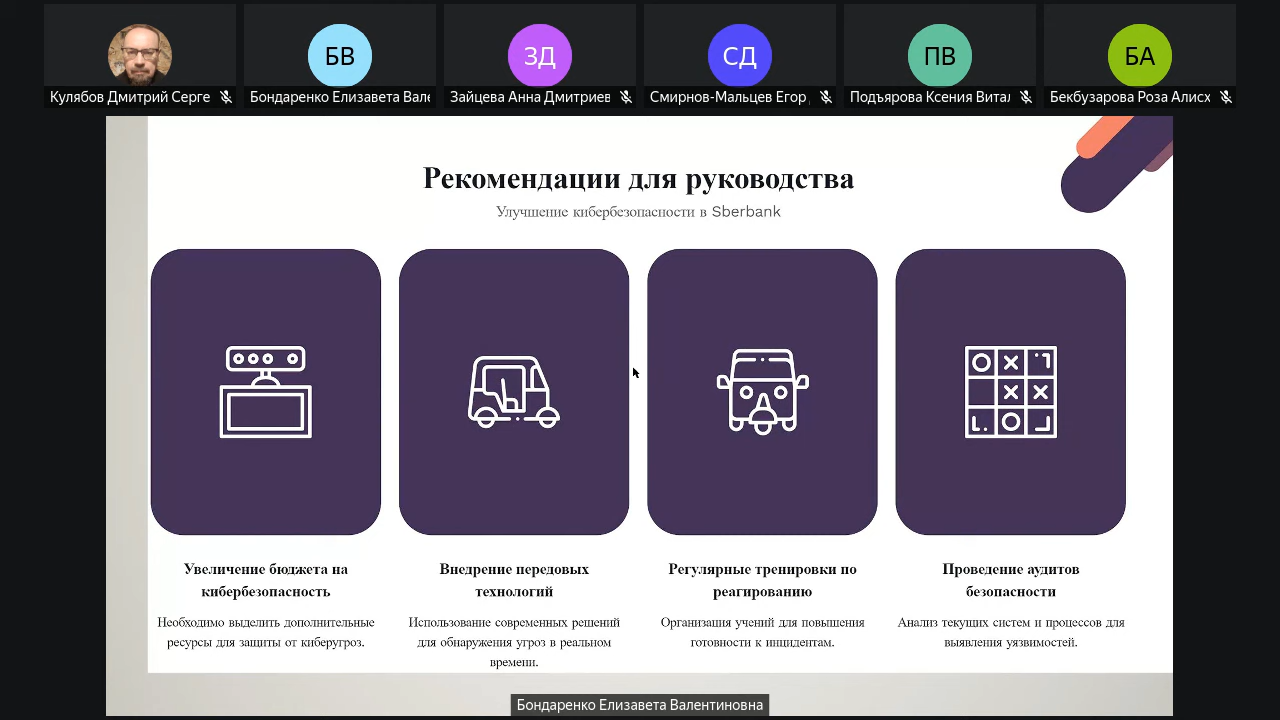 БВ
ЗД
СД
ПВ
БА
Кулябов Дмитрий Серге
Бондаренко Елизавета Вале
Зайцева Анна Дмитриев
Смирнов-Мальцев Егор
Подъярова Ксения Витал
Бекбузарова Роза Алисх
Рекомендации для руководства
Улучшение кибербезопасности в Sberbank
Увеличение бюджета на
кибербезопасность
Необходимо выделить дополнительные
ресурсы для защиты от киберугроз.
Внедрение передовых
технологий
Использование современных решений
для обнаружения угроз в реальном
времени.
Регулярные тренировки по
реагированию
Организация учений для повышения
готовности к инцидентам.
Проведение аудитов
безопасности
Анализ текущих систем и процессов для
выявления уязвимостей.
Бондаренко Елизавета Валентиновна